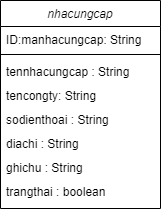 nhacungcap
ID:manhacungcap: String
tennhacungcap : String
tencongty: String
sodienthoai : String
diachi : String
ghichu : String
trangthai : boolean